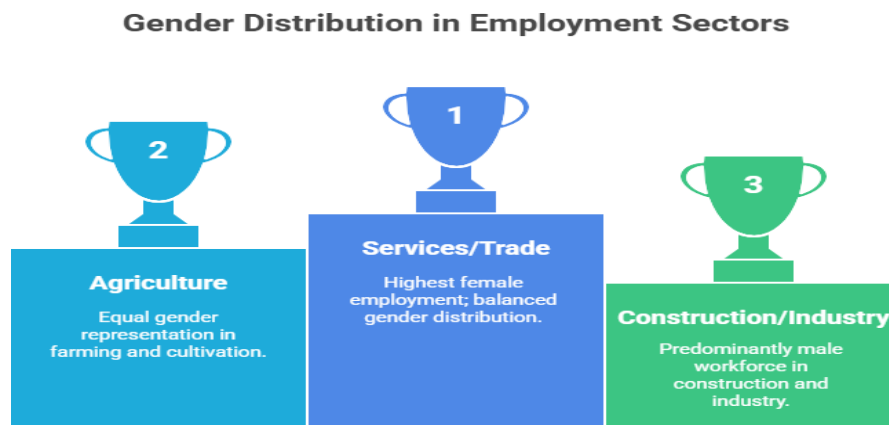 Gender Distribution in Employment Sectors
2
Agriculture
Equal gender
representation in
farming and cultivation.
1
Services/Trade
Highest female
employment; balanced
gender distribution.
3
Construction/Industry
Predominantly male
workforce in
construction and
industry.